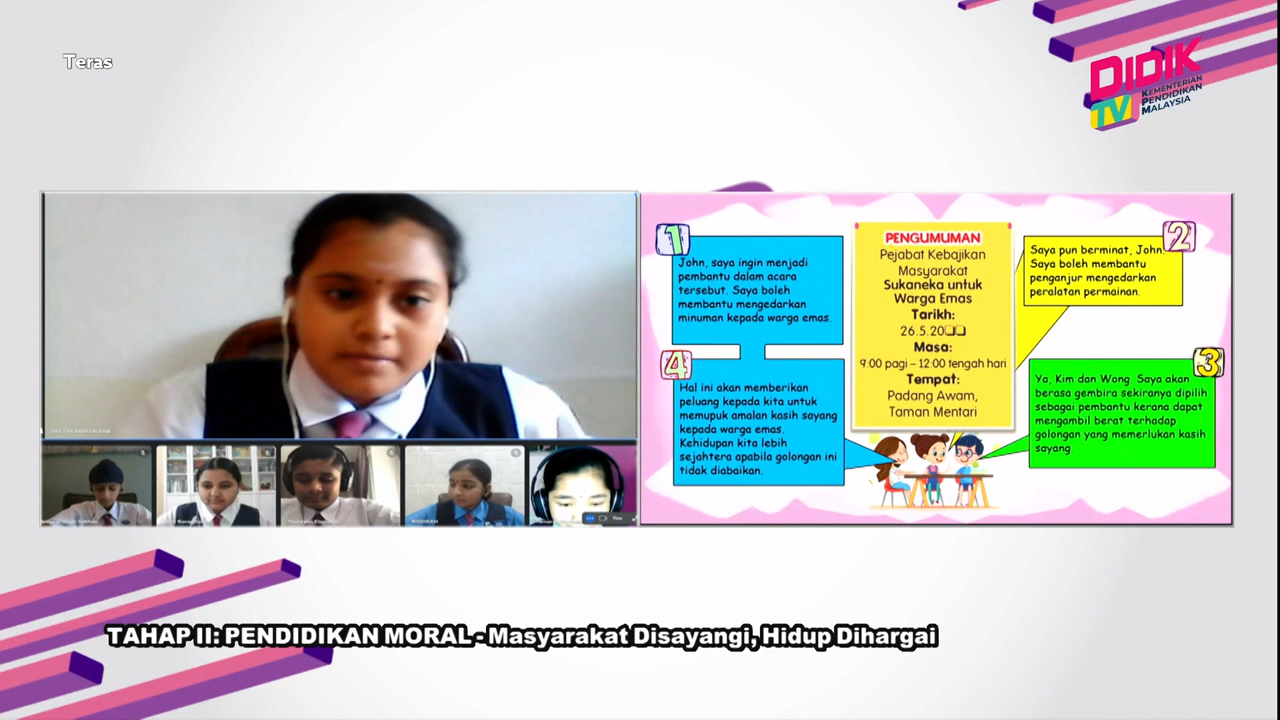 Teras
DIDIK
TV
KEMENTERIAN
PENDIDIKAN
MALAYSIA
1
John, saya ingin menjadi
pembantu dalam acara
tersebut. Saya boleh
membantu mengedarkan
minuman kepada warga emas.
PENGUMUMAN
Pejabat Kebajikan
Masyarakat
Sukaneka untuk
Warga Emas
Tarikh:
26.5.20□□
Masa:
9.00 pagi – 12.00 tengah hari
Tempat:
Padang Awam,
Taman Mentari
2
Saya pun berminat, John.
Saya boleh membantu
penganjur mengedarkan
peralatan permainan.
3
Ya, Kim dan Wong. Saya akan
berasa gembira sekiranya dipilih
sebagai pembantu kerana dapat
mengambil berat terhadap
golongan yang memerlukan kasih
sayang.
4
Hal ini akan memberikan
peluang kepada kita untuk
memupuk amalan kasih sayang
kepada warga emas.
Kehidupan kita lebih
sejahtera apabila golongan ini
tidak diabaikan.
You
TAHAP II: PENDIDIKAN MORAL - Masyarakat Disayangi, Hidup Dihargai